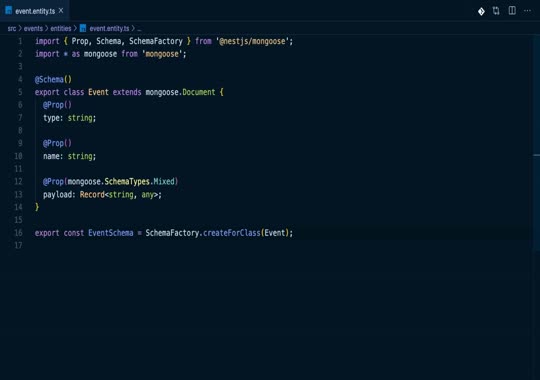 event.entity.ts ×
src > events > entities > event.entity.ts > ...
1 import { Prop, Schema, SchemaFactory } from '@nestjs/mongoose';
2 import * as mongoose from 'mongoose';
3
4 @Schema()
5 export class Event extends mongoose.Document {
6 @Prop()
7 type: string;
8
9 @Prop()
10 name: string;
11
12 @Prop(mongoose.SchemaTypes.Mixed)
13 payload: Record<string, any>;
14 }
15
16 export const EventSchema = SchemaFactory.createForClass(Event);
17